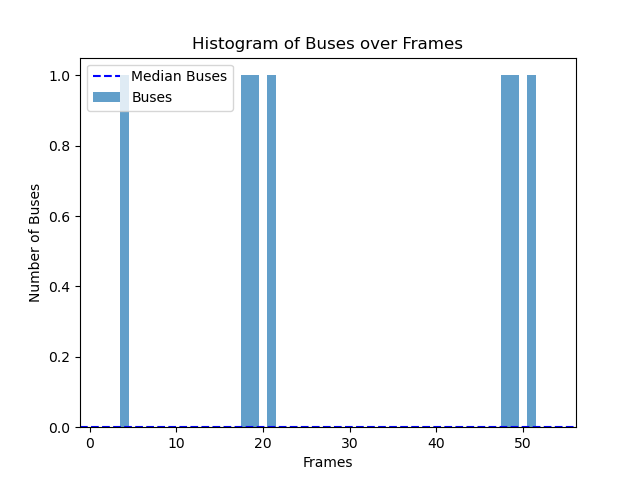 Histogram of Buses over Frames
Median Buses
Buses
1.0
0.8
0.6
0.4
0.2
0.0
Number of Buses
0 10 20 30 40 50
Frames